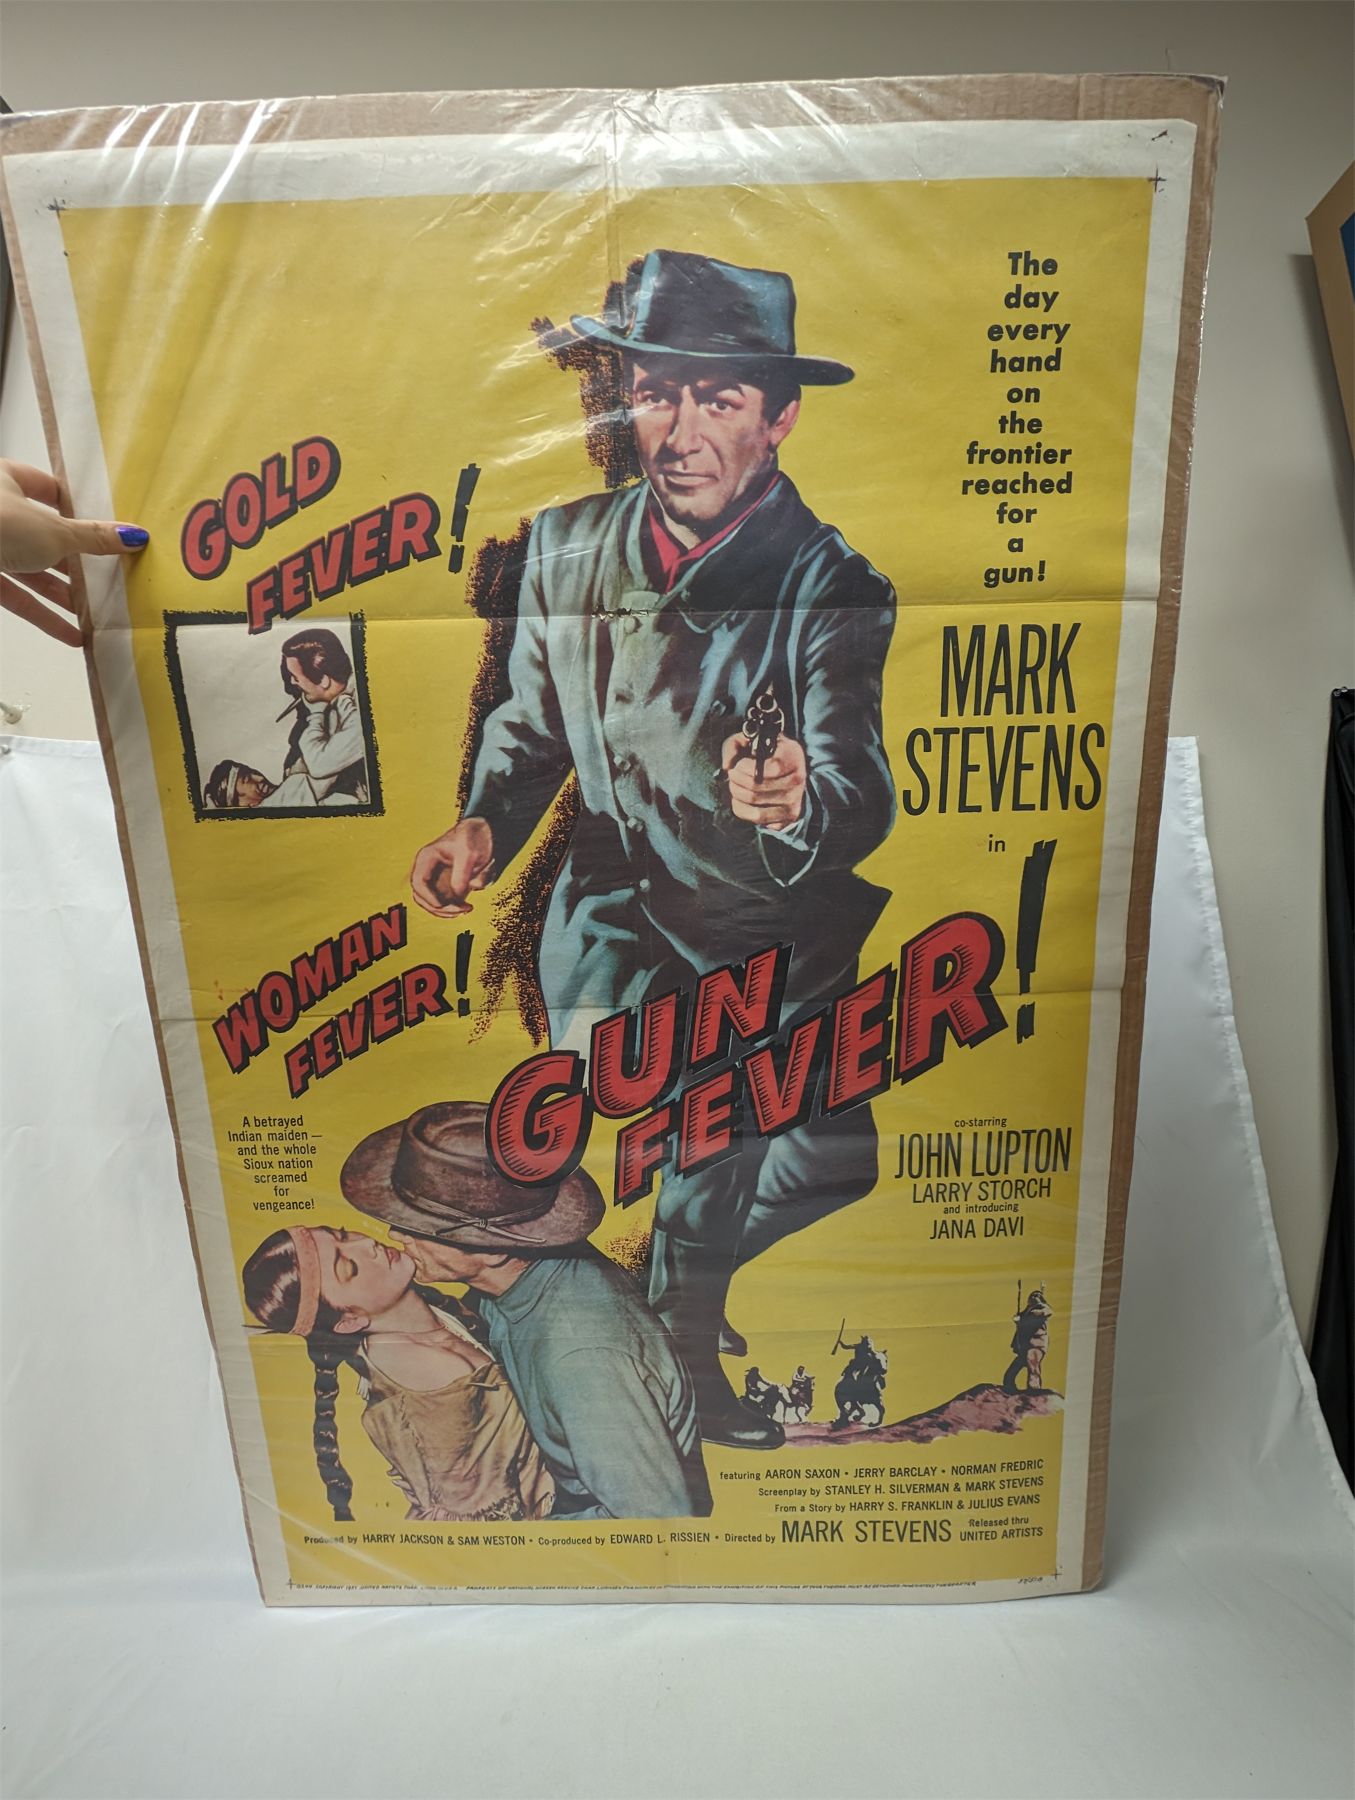 The
day
every
hand
on
the
frontier
reached
for
a
gun!
GOLD
FEVER!
MARK
STEVENS
in
WOMAN
FEVER!
GUN
FEVER!
A betrayed
Indian maiden —
and the whole
Sioux nation
screamed
for
vengeance!
co-starring
JOHN LUPTON
LARRY STORCH
and introducing
JANA DAVI
featuring AARON SAXON • JERRY BARCLAY • NORMAN FREDRIC
Screenplay by STANLEY H. SILVERMAN & MARK STEVENS
From a Story by HARRY S. FRANKLIN & JULIUS EVANS
Produced by HARRY JACKSON & SAM WESTON • Co-produced by EDWARD L. RISSIEN • Directed by MARK STEVENS Released thru
UNITED ARTISTS